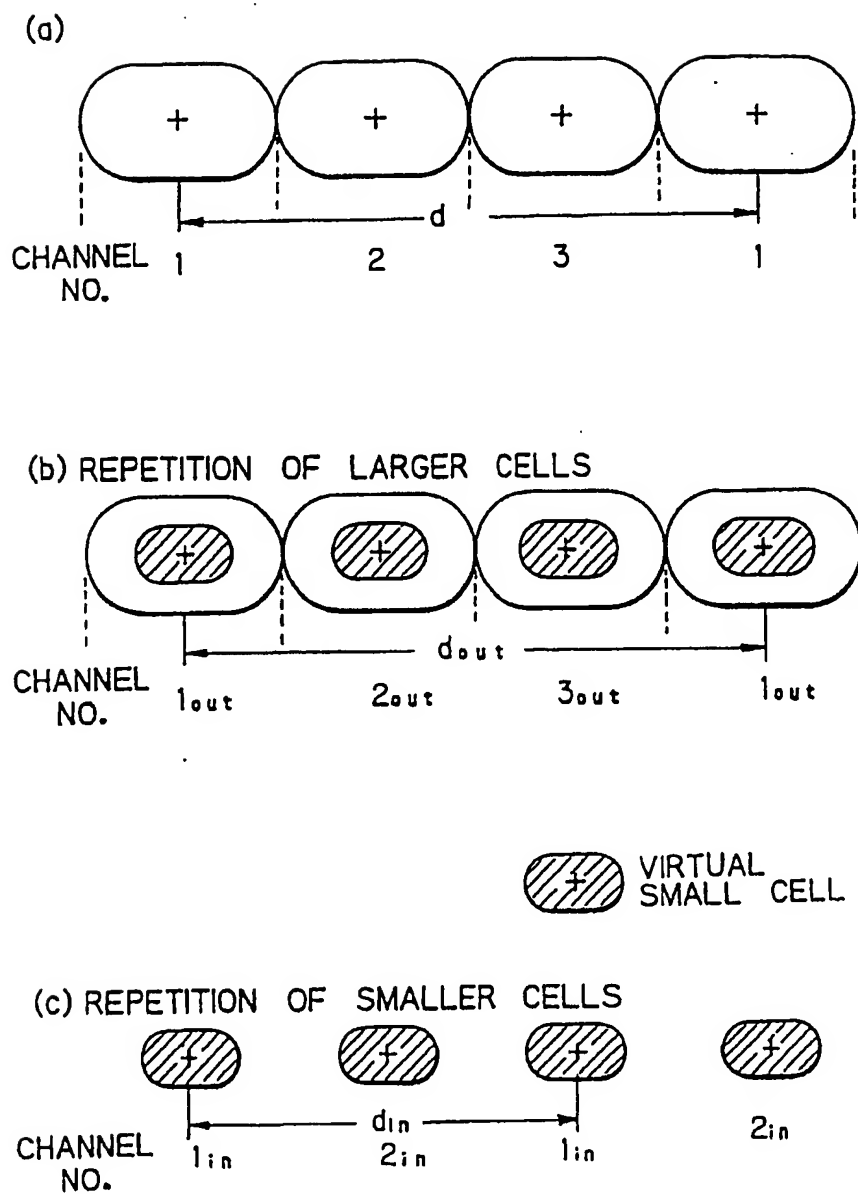 (a)
+ + + +
d
CHANNEL NO. 1 2 3 1
(b) REPETITION OF LARGER CELLS
+ + + +
dout
CHANNEL NO. 1out 2out 3out 1out
+ VIRTUAL SMALL CELL
(c) REPETITION OF SMALLER CELLS
+ + + +
din
CHANNEL NO. 1in 2in 1in 2in